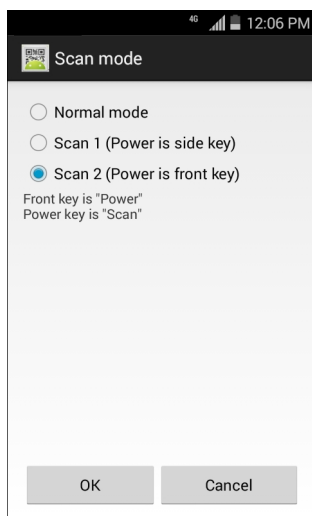 4G 12:06 PM
Scan mode
Normal mode
Scan 1 (Power is side key)
Scan 2 (Power is front key)
Front key is "Power"
Power key is "Scan"
OK Cancel